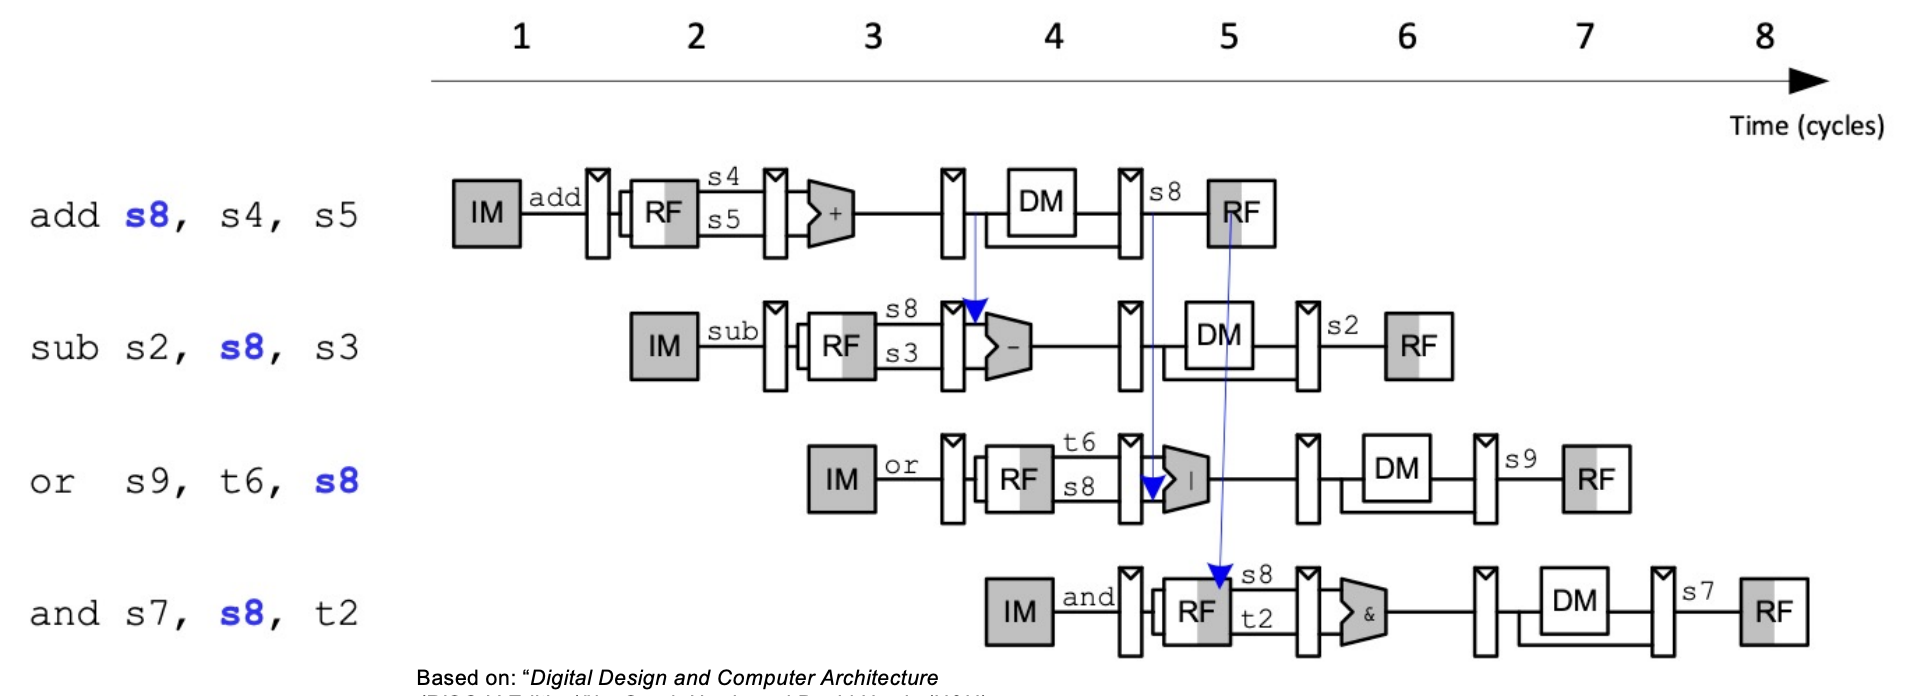 1 2 3 4 5 6 7 8
Time (cycles)
add s8, s4, s5
IM add RF s4 s5 + DM s8 RF
sub s2, s8, s3
IM sub RF s8 s3 - DM s2 RF
or s9, t6, s8
IM or RF t6 s8 | DM s9 RF
and s7, s8, t2
IM and RF s8 t2 & DM s7 RF
Based on: “Digital Design and Computer Architecture